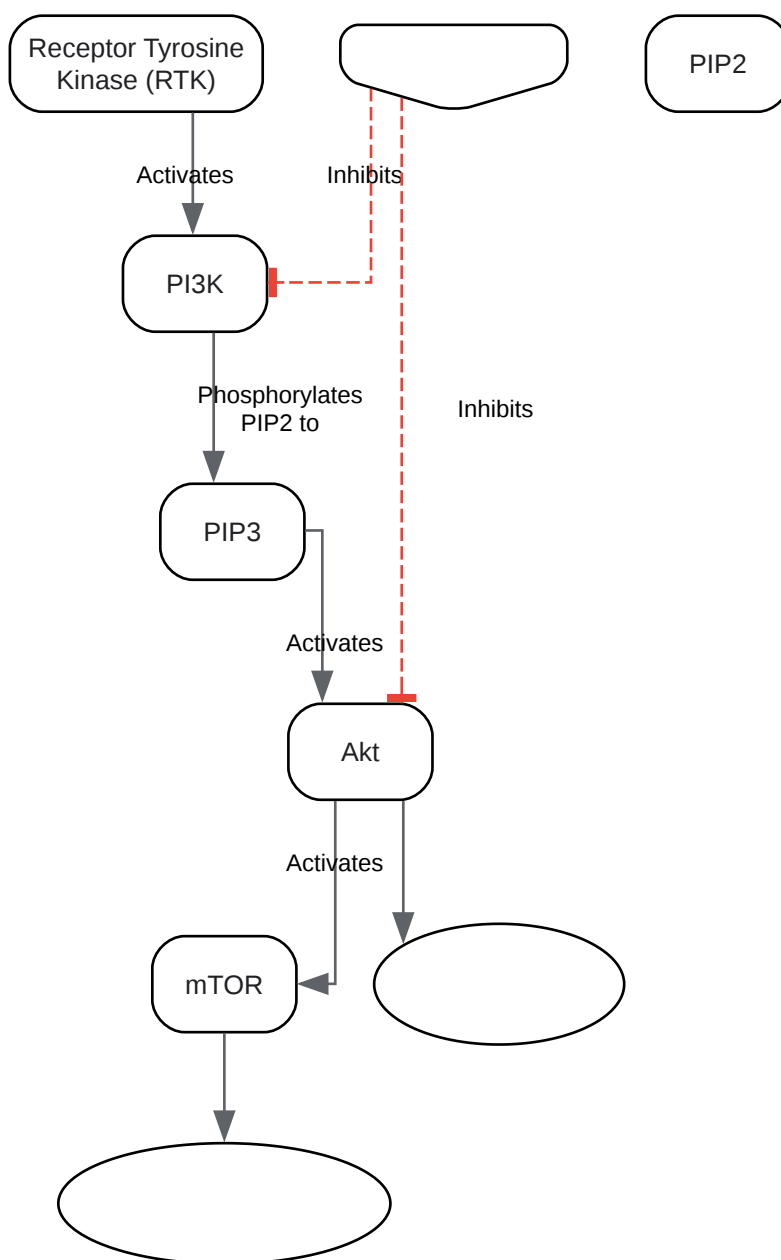 Receptor Tyrosine
Kinase (RTK)
PIP2
Activates
Inhibits
PI3K
Phosphorylates
PIP2 to
Inhibits
PIP3
Activates
Akt
Activates
mTOR